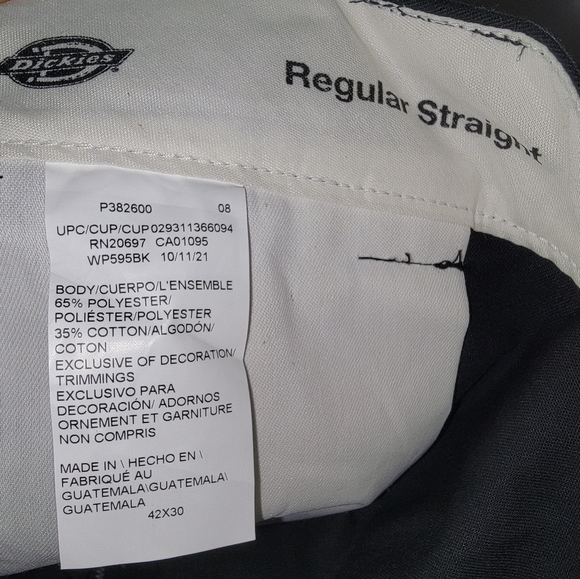 Dickies
Regular Straight
P382600 08
UPC/CUP/CUP029311366094
RN20697 CA01095
WP595BK 10/11/21
BODY/CUERPO/L'ENSEMBLE
65% POLYESTER/
POLIÉSTER/POLYESTER
35% COTTON/ALGODÓN/
COTON
EXCLUSIVE OF DECORATION/
TRIMMINGS
EXCLUSIVO PARA
DECORACIÓN/ ADORNOS
ORNEMENT ET GARNITURE
NON COMPRIS
MADE IN \ HECHO EN \
FABRIQUÉ AU
GUATEMALA\GUATEMALA\
GUATEMALA
42X30